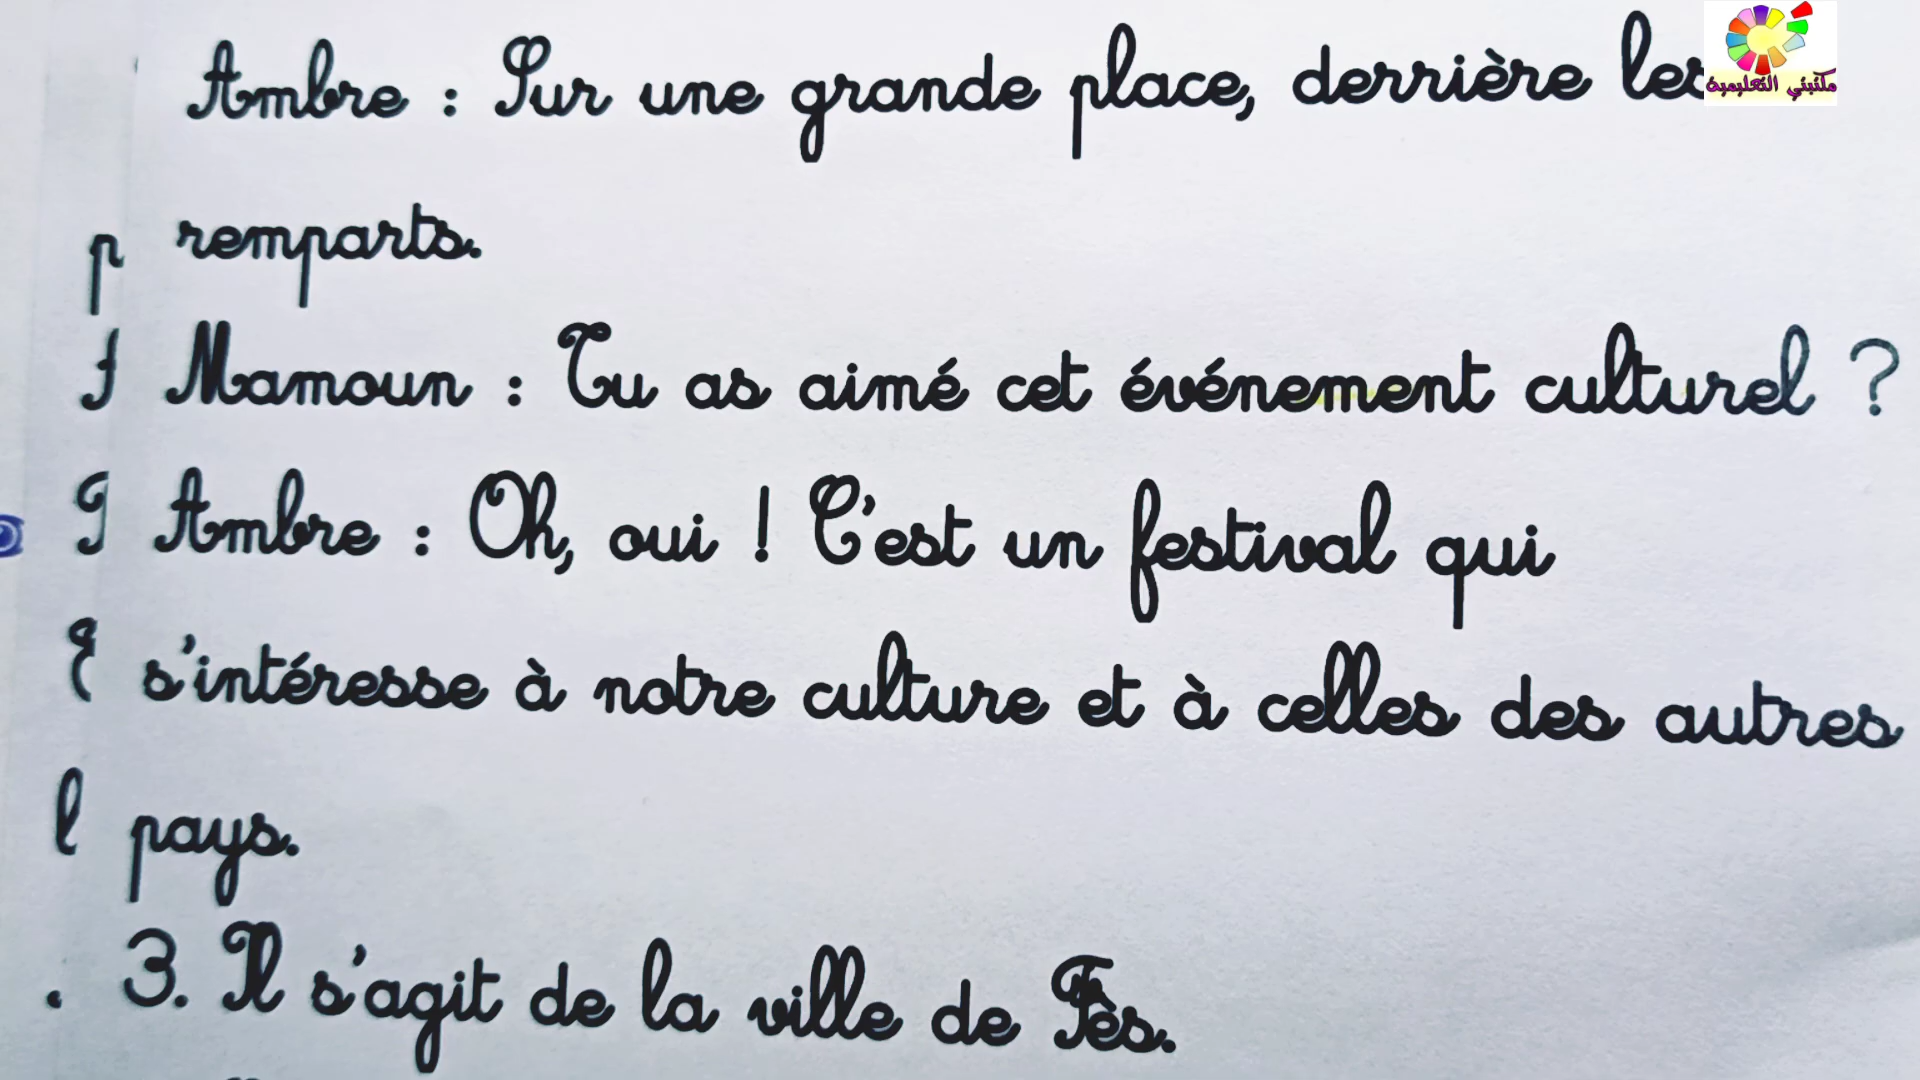 Ambre : Sur une grande place, derrière les
مكتبتي التعليمية
remparts.
Mamoun : Tu as aimé cet événement culturel ?
Ambre : Oh, oui ! C'est un festival qui
s'intéresse à notre culture et à celles des autres
pays.
3. Il s'agit de la ville de Fès.